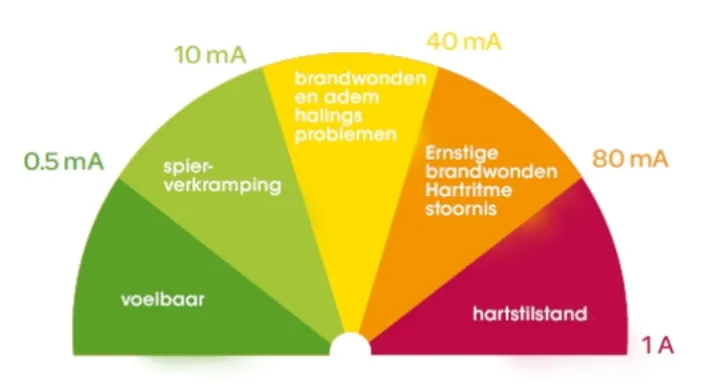 0.5 mA
10 mA
40 mA
80 mA
1 A
voelbaar
spier-
verkramping
brandwonden
en adem
halings
problemen
Ernstige
brandwonden
Hartritme
stoornis
hartstilstand